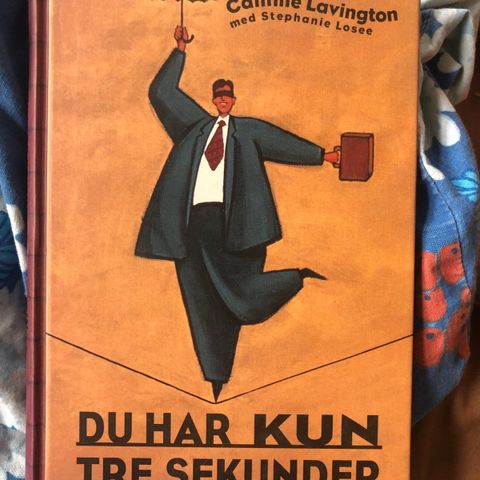 Camille Lavington
med Stephanie Losee
DU HAR KUN
TRE SEKUNDER